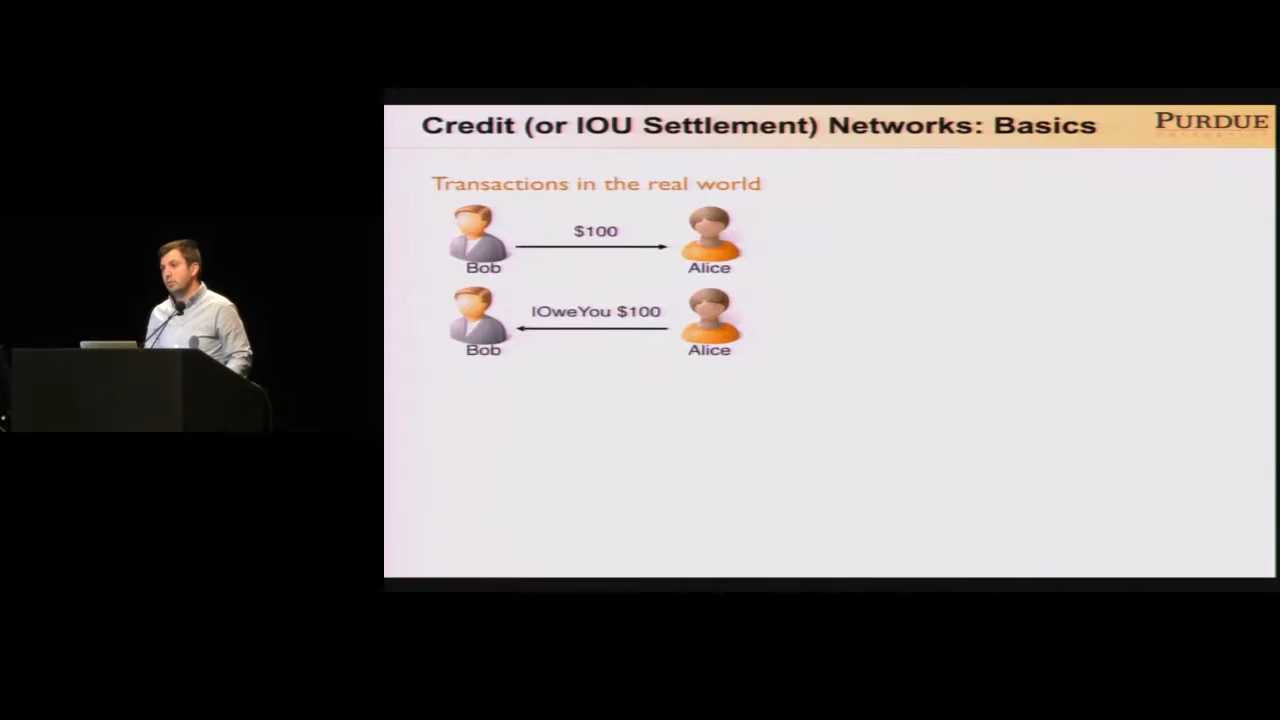 Credit (or IOU Settlement) Networks: Basics
PURDUE
Transactions in the real world
$100
Bob
Alice
IOweYou $100
Bob
Alice